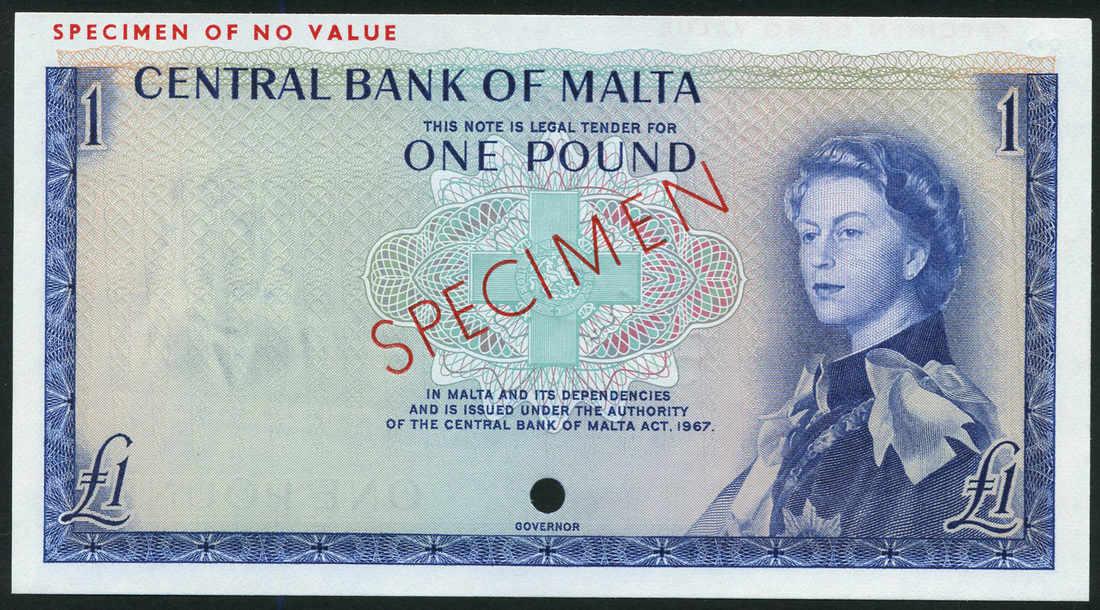 SPECIMEN OF NO VALUE
CENTRAL BANK OF MALTA
1
1
THIS NOTE IS LEGAL TENDER FOR
ONE POUND
SPECIMEN
IN MALTA AND ITS DEPENDENCIES
AND IS ISSUED UNDER THE AUTHORITY
OF THE CENTRAL BANK OF MALTA ACT, 1967.
£1
£1
GOVERNOR